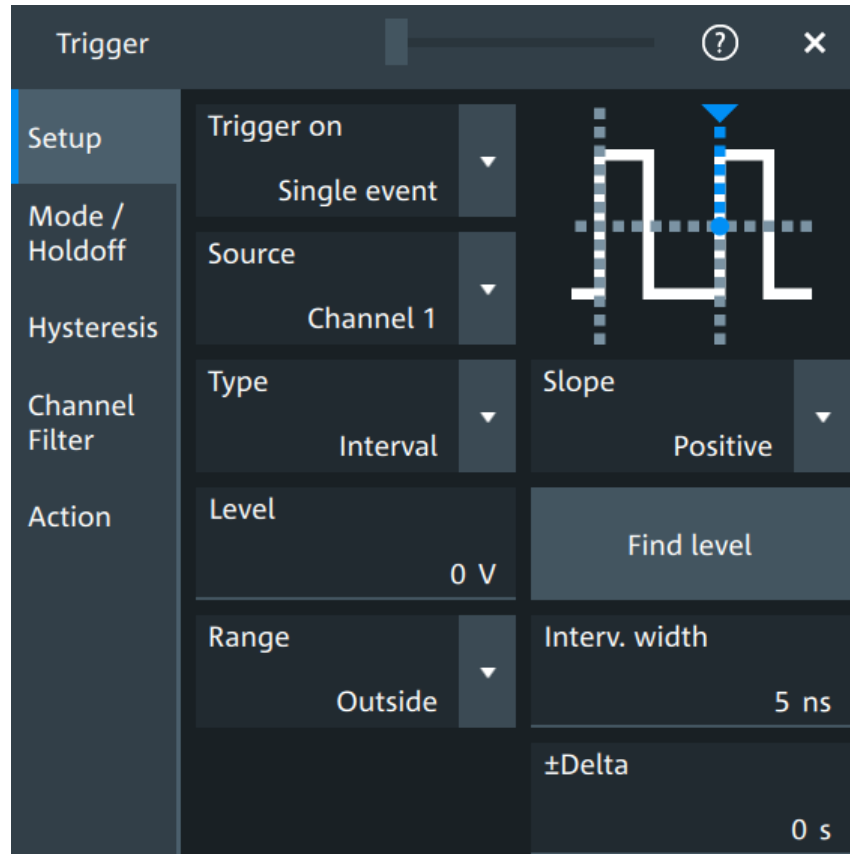 Trigger
?
Setup
Mode /
Holdoff
Hysteresis
Channel
Filter
Action
Trigger on
Single event
Source
Channel 1
Type
Interval
Slope
Positive
Level
0 V
Find level
Range
Outside
Interv. width
5 ns
±Delta
0 s